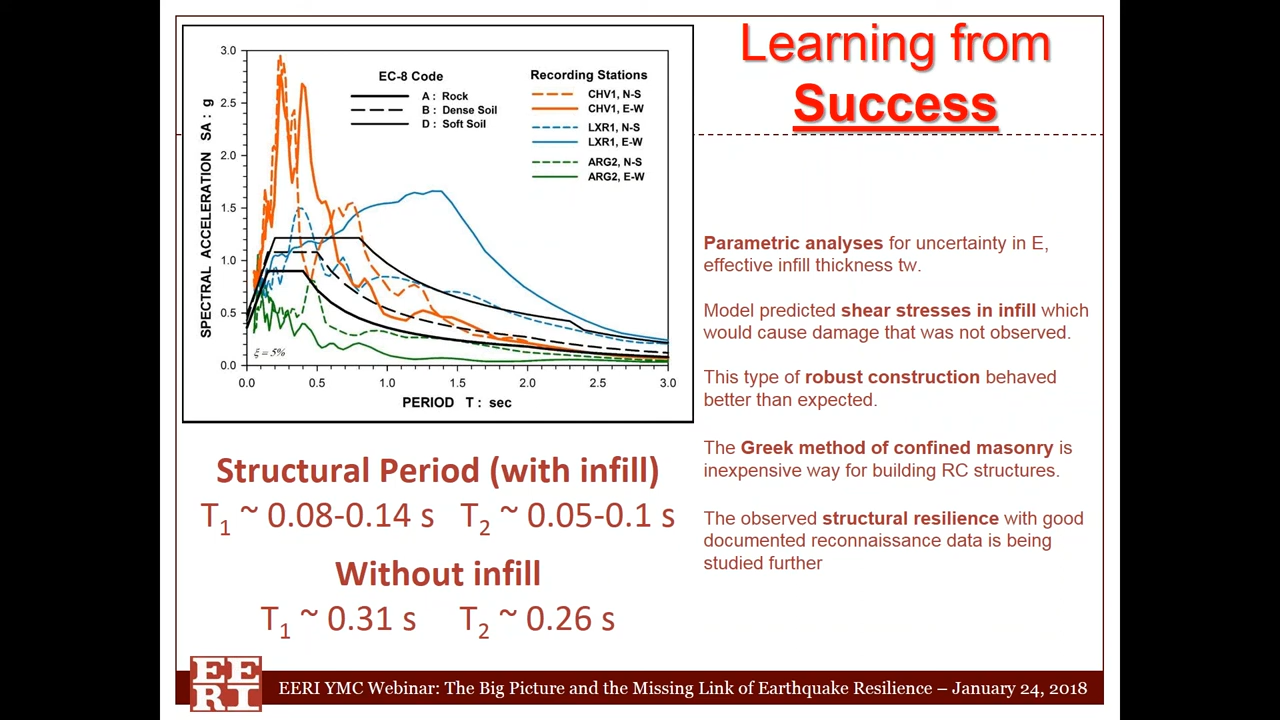 Learning from
Success
3.0
2.5
2.0
1.5
1.0
0.5
0.0
SPECTRAL ACCELERATION SA : g
EC-8 Code
A : Rock
B : Dense Soil
D : Soft Soil
Recording Stations
CHV1, N-S
CHV1, E-W
LXR1, N-S
LXR1, E-W
ARG2, N-S
ARG2, E-W
ξ = 5%
0.0 0.5 1.0 1.5 2.0 2.5 3.0
PERIOD T : sec
Structural Period (with infill)
T1 ~ 0.08-0.14 s T2 ~ 0.05-0.1 s
Without infill
T1 ~ 0.31 s T2 ~ 0.26 s
Parametric analyses for uncertainty in E,
effective infill thickness tw.
Model predicted shear stresses in infill which
would cause damage that was not observed.
This type of robust construction behaved
better than expected.
The Greek method of confined masonry is
inexpensive way for building RC structures.
The observed structural resilience with good
documented reconnaissance data is being
studied further
EE
RI
EERI YMC Webinar: The Big Picture and the Missing Link of Earthquake Resilience – January 24, 2018